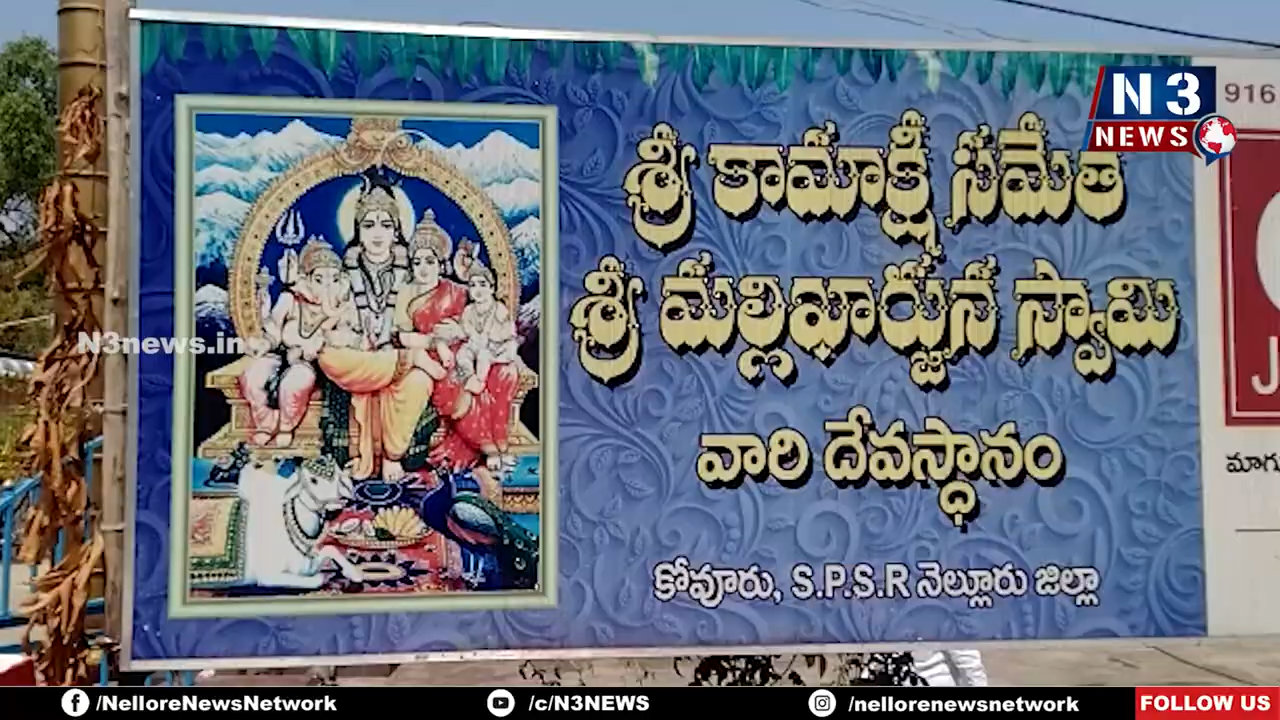 N3
NEWS
916
శ్రీ కామాక్షీ సమేత
శ్రీ మల్లిఖార్జున స్వామి
వారి దేవస్థానం
కోవూరు, S.P.S.R నెల్లూరు జిల్లా
N3news.in
J
మాగు
/NelloreNewsNetwork
/c/N3NEWS
/nellorenewsnetwork
FOLLOW US